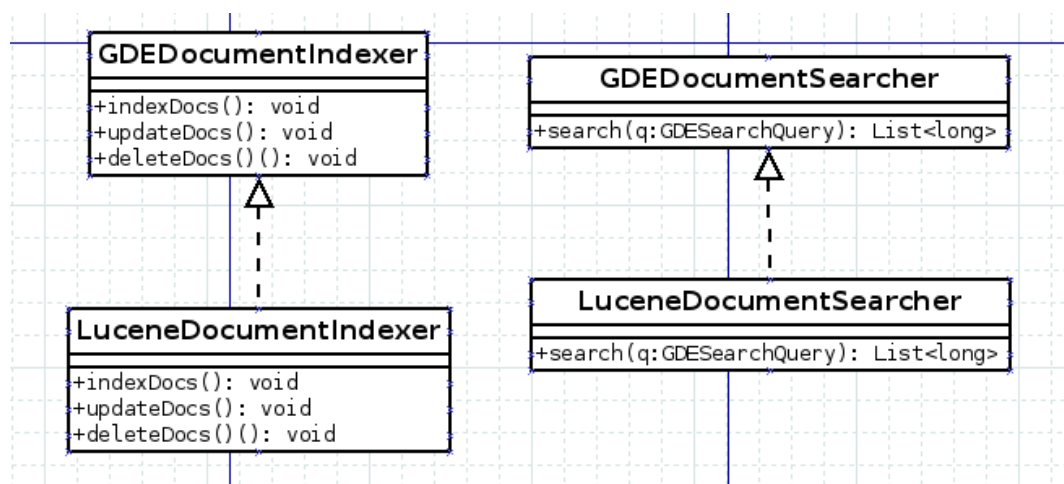 GDEDocumentIndexer
+indexDocs(): void
+updateDocs(): void
+deleteDocs()(): void
GDEDocumentSearcher
+search(q:GDESearchQuery): List<long>
LuceneDocumentIndexer
+indexDocs(): void
+updateDocs(): void
+deleteDocs()(): void
LuceneDocumentSearcher
+search(q:GDESearchQuery): List<long>